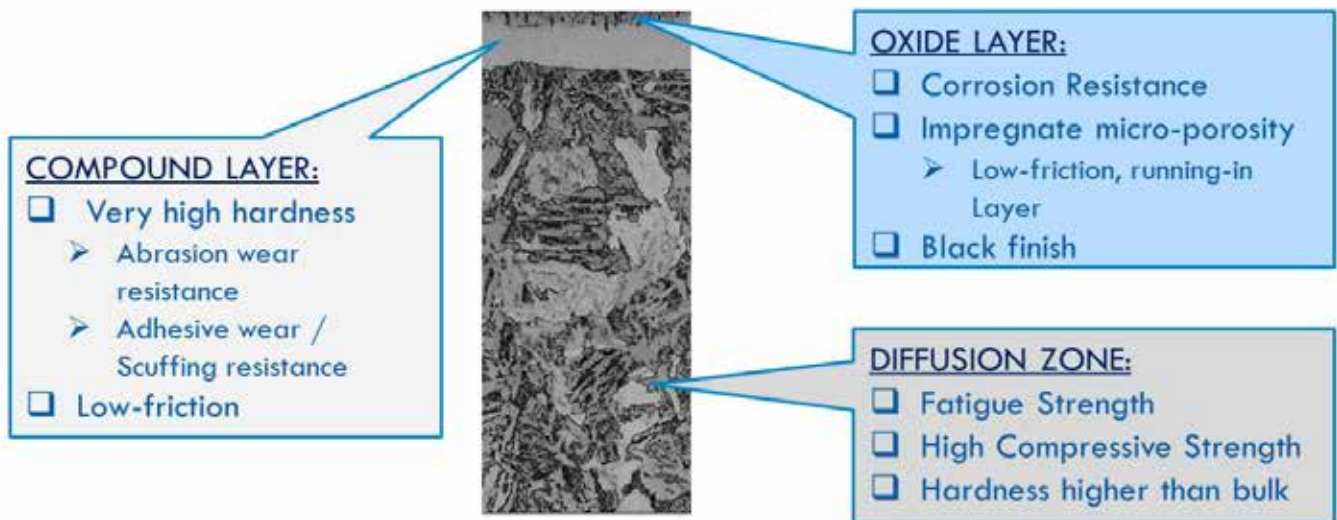 COMPOUND LAYER:
❑ Very high hardness
➢ Abrasion wear
resistance
➢ Adhesive wear /
Scuffing resistance
❑ Low-friction
OXIDE LAYER:
❑ Corrosion Resistance
❑ Impregnate micro-porosity
➢ Low-friction, running-in
Layer
❑ Black finish
DIFFUSION ZONE:
❑ Fatigue Strength
❑ High Compressive Strength
❑ Hardness higher than bulk